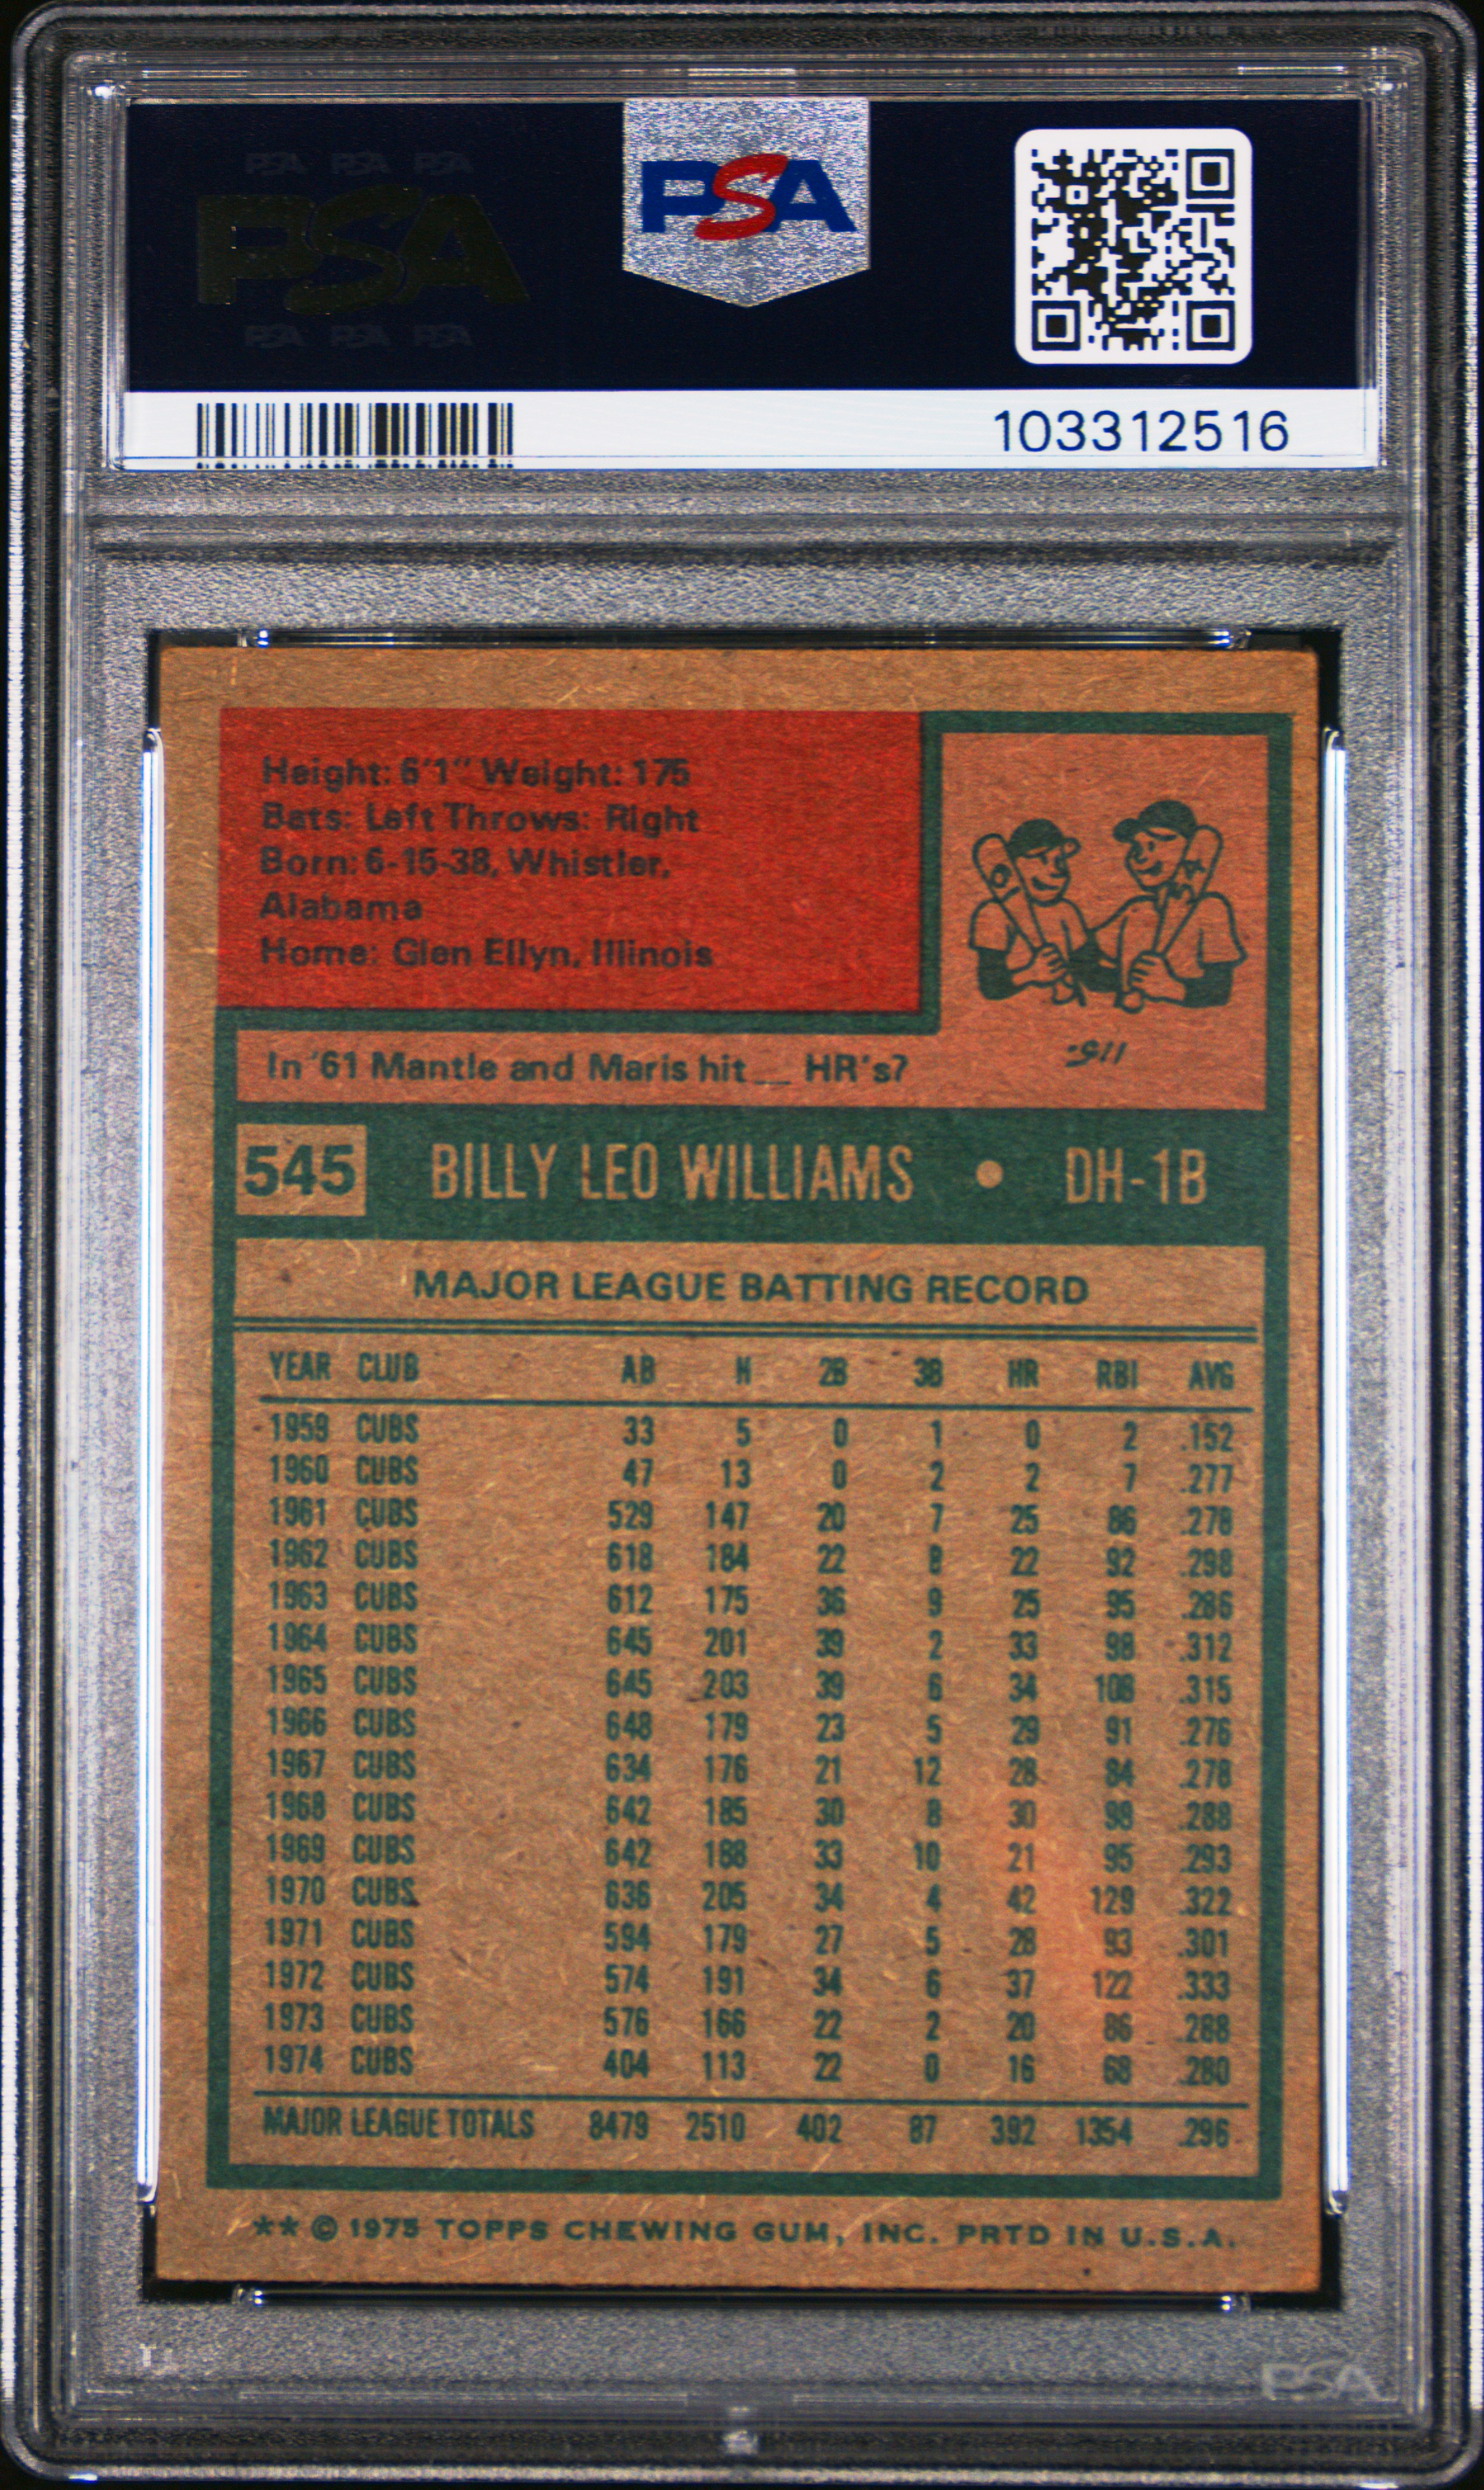 PSA PSA PSA
PSA
PSA PSA PSA
PSA
103312516
Height: 6'1" Weight: 175
Bats: Left Throws: Right
Born: 6-15-38, Whistler,
Alabama
Home: Glen Ellyn, Illinois
In '61 Mantle and Maris hit __ HR's?
545 BILLY LEO WILLIAMS • DH-1B
MAJOR LEAGUE BATTING RECORD
YEAR CLUB AB H 2B 3B HR RBI AVG
1959 CUBS 33 5 0 1 0 2 .152
1960 CUBS 47 13 0 2 2 7 .277
1961 CUBS 529 147 20 7 25 86 .278
1962 CUBS 618 184 22 8 22 92 .298
1963 CUBS 612 175 36 9 25 95 .286
1964 CUBS 645 201 39 2 33 98 .312
1965 CUBS 645 203 39 6 34 108 .315
1966 CUBS 648 179 23 5 29 91 .276
1967 CUBS 634 176 21 12 28 84 .278
1968 CUBS 642 185 30 8 30 98 .288
1969 CUBS 642 188 33 10 21 95 .293
1970 CUBS 636 205 34 4 42 129 .322
1971 CUBS 594 179 27 5 28 93 .301
1972 CUBS 574 191 34 6 37 122 .333
1973 CUBS 576 166 22 2 20 86 .288
1974 CUBS 404 113 22 0 16 68 .280
MAJOR LEAGUE TOTALS 8479 2510 402 87 392 1354 .296
** © 1975 TOPPS CHEWING GUM, INC. PRTD IN U.S.A.
PSA